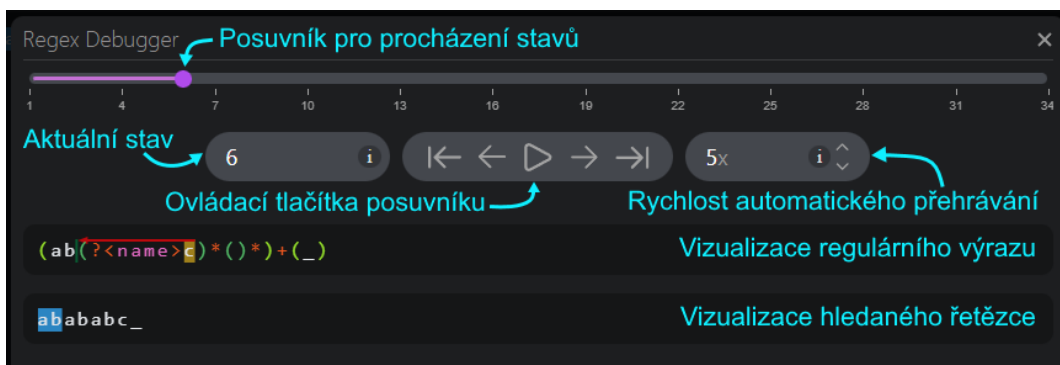 Regex Debugger
Posuvník pro procházení stavů
1 4 7 10 13 16 19 22 25 28 31 34
Aktuální stav
6 i
5x i
Ovládací tlačítka posuvníku
Rychlost automatického přehrávání
(ab(?<name>c)*()*)+(_)
Vizualizace regulárního výrazu
abababc_
Vizualizace hledaného řetězce